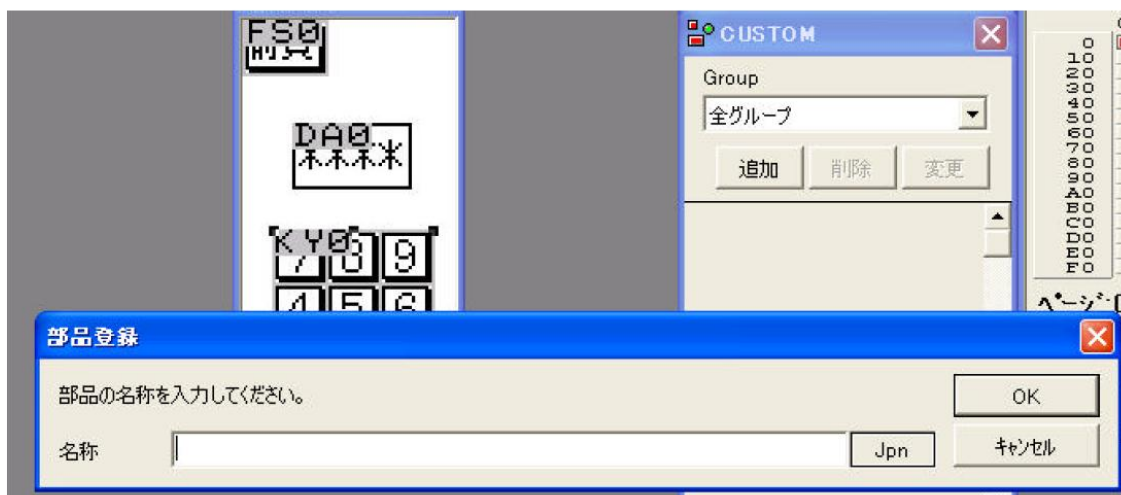 FS0
DA0
KY0
7 8 9
4 5 6
CUSTOM
Group
全グループ
追加 削除 変更
0
10
20
30
40
50
60
70
80
90
A0
B0
C0
D0
E0
F0
部品登録
部品の名称を入力してください。
名称
Jpn
OK
キャンセル